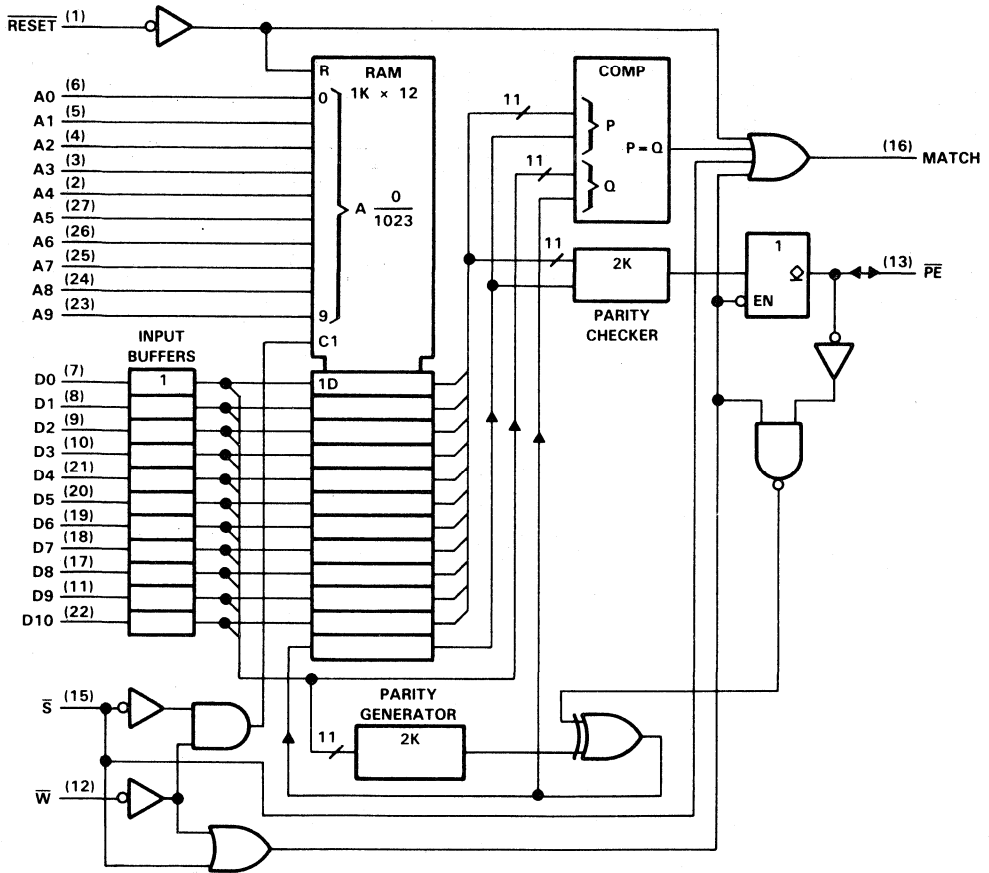 RESET (1)
R RAM
1K × 12
COMP
A0 (6) 0
A1 (5)
A2 (4)
A3 (3)
A4 (2)
A5 (27)
A6 (26)
A7 (25)
A8 (24)
A9 (23) 9
A 0
1023
C1
11
P
P = Q
11
Q
(16) MATCH
11
2K
PARITY
CHECKER
1
EN
(13) PE
INPUT
BUFFERS
D0 (7) 1 1D
D1 (8)
D2 (9)
D3 (10)
D4 (21)
D5 (20)
D6 (19)
D7 (18)
D8 (17)
D9 (11)
D10 (22)
S (15)
PARITY
GENERATOR
11 2K
W (12)